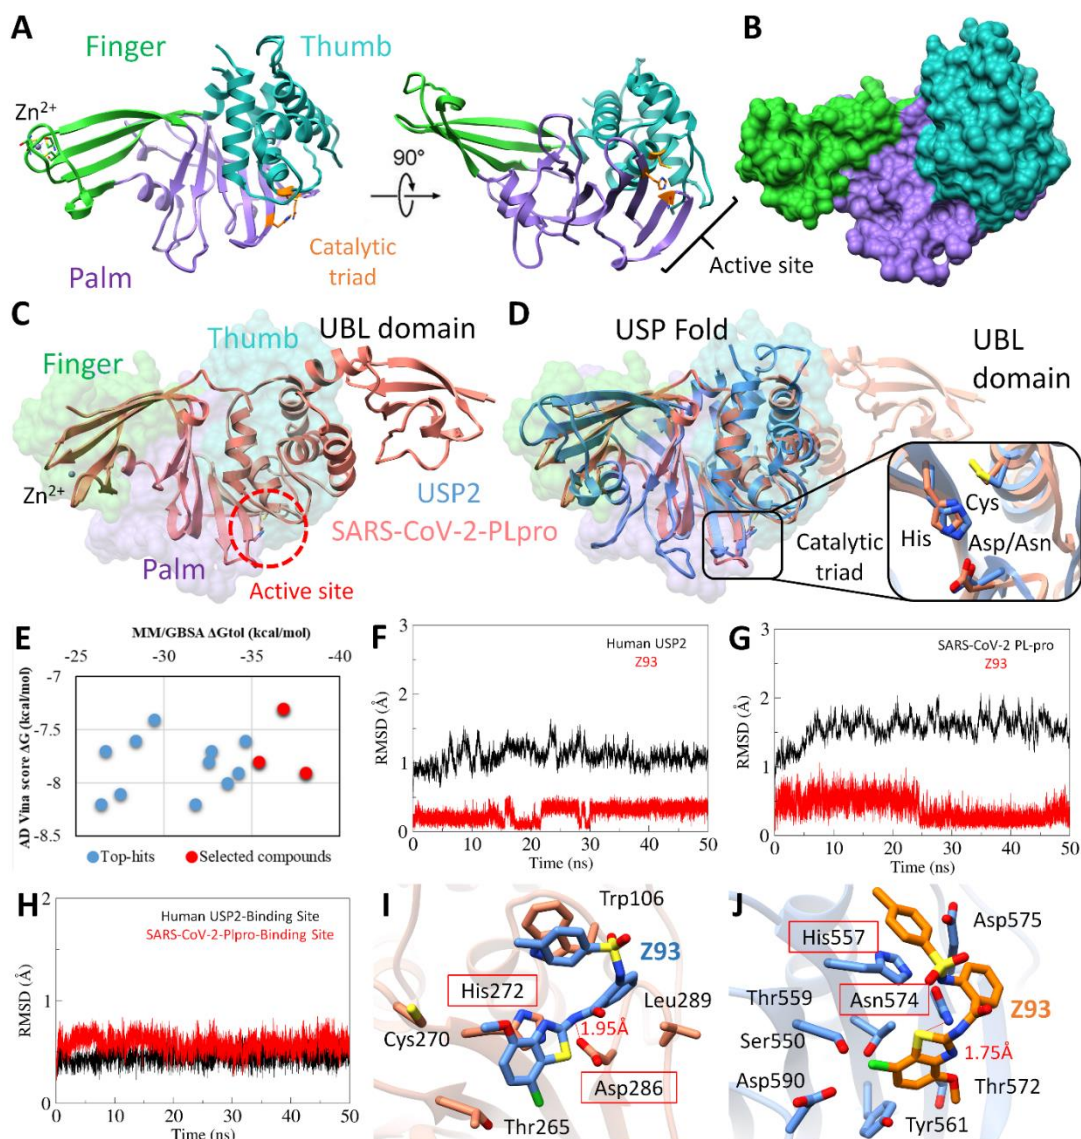 A
Finger
Thumb
Zn2+
90°
Palm
Catalytic
triad
Active site
B
C
Thumb
UBL domain
Finger
Zn2+
USP2
SARS-CoV-2-PLpro
Palm
Active site
D
USP Fold
UBL
domain
Cys
His
Asp/Asn
Catalytic
triad
E
MM/GBSA ΔGtol (kcal/mol)
-25 -30 -35 -40
AD Vina score ΔG (kcal/mol)
-7
-7.5
-8
-8.5
Top-hits Selected compounds
F
Human USP2
Z93
RMSD (Å)
3
2
1
0
0 10 20 30 40 50
Time (ns)
G
SARS-CoV-2 PL-pro
Z93
RMSD (Å)
3
2
1
0
0 10 20 30 40 50
Time (ns)
H
Human USP2-Binding Site
SARS-CoV-2-Plpro-Binding Site
RMSD (Å)
2
1
0
0 10 20 30 40 50
Time (ns)
I
Trp106
Z93
His272
Leu289
Cys270
1.95Å
Asp286
Thr265
J
Asp575
His557
Thr559
Asn574
Z93
Ser550
1.75Å
Asp590
Thr572
Tyr561